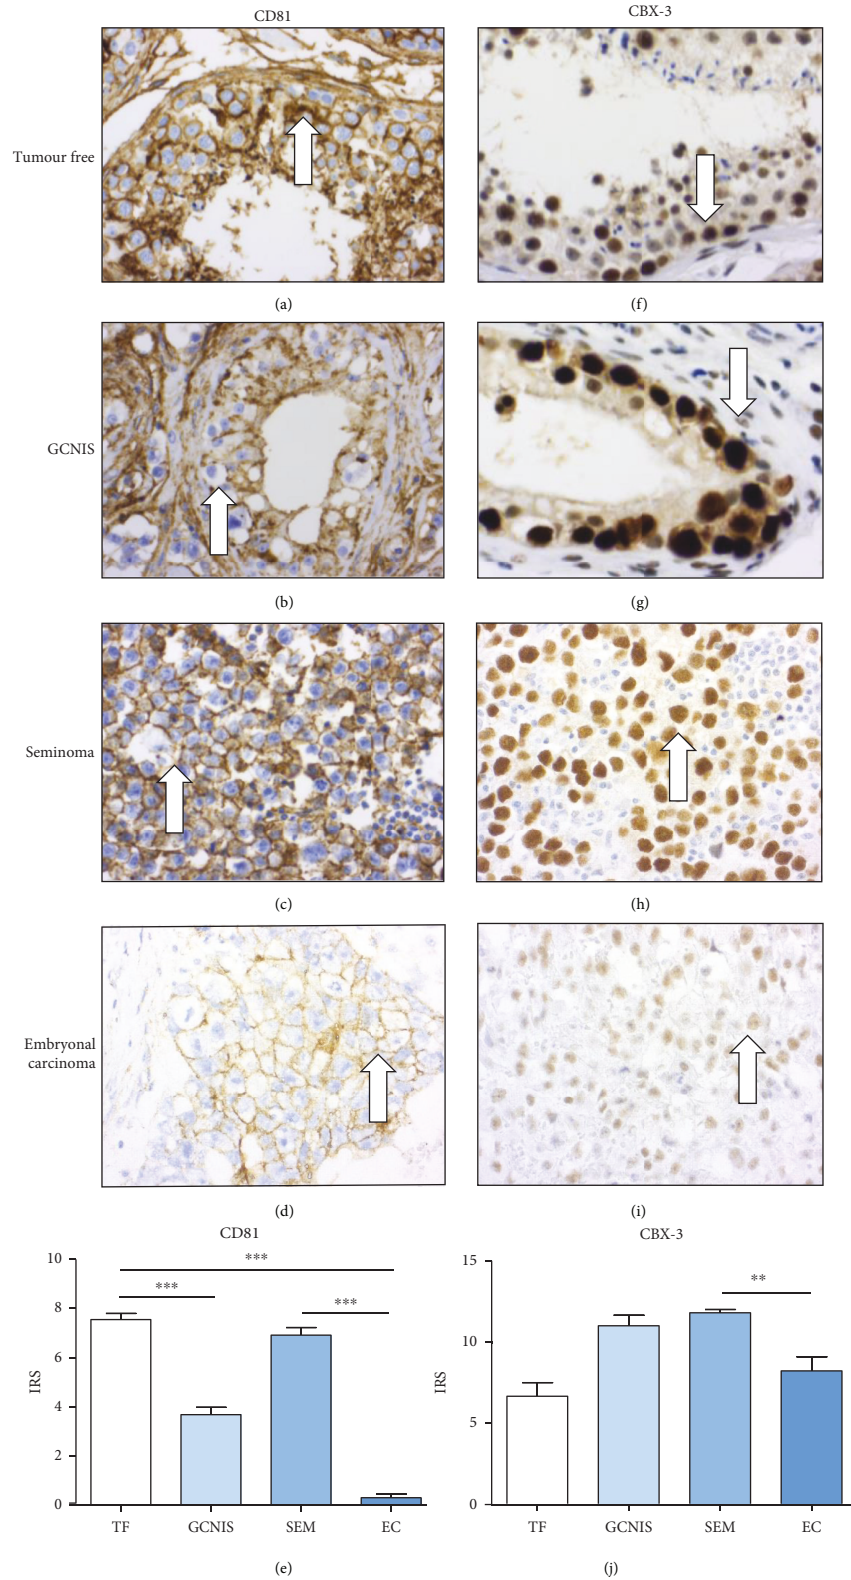 CD81
CBX-3
Tumour free
(a)
(f)
GCNIS
(b)
(g)
Seminoma
(c)
(h)
Embryonal
carcinoma
(d)
(i)
CD81
10
8
6
4
2
0
IRS
***
***
***
TF
GCNIS
SEM
EC
(e)
CBX-3
15
10
5
0
IRS
**
TF
GCNIS
SEM
EC
(j)